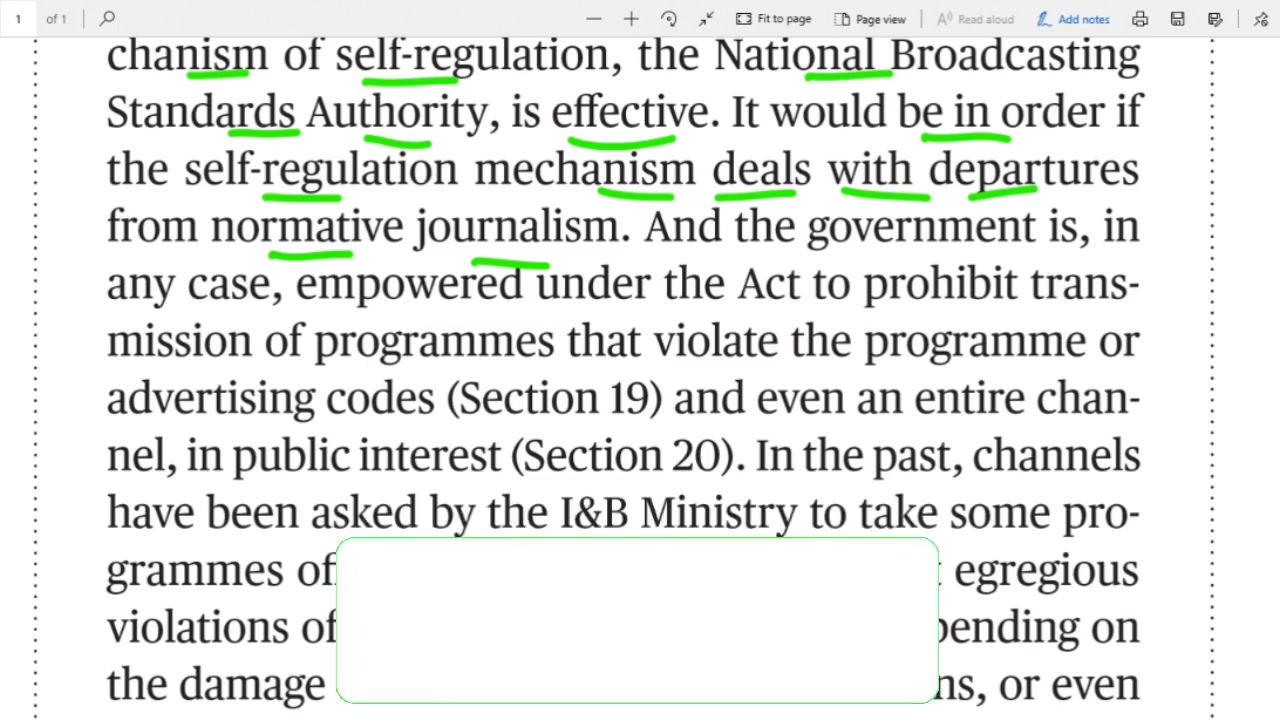 1 of 1 Fit to page Page view Read aloud Add notes
chanism of self-regulation, the National Broadcasting
Standards Authority, is effective. It would be in order if
the self-regulation mechanism deals with departures
from normative journalism. And the government is, in
any case, empowered under the Act to prohibit trans-
mission of programmes that violate the programme or
advertising codes (Section 19) and even an entire chan-
nel, in public interest (Section 20). In the past, channels
have been asked by the I&B Ministry to take some pro-
grammes egregious
violations of on
the damage or even